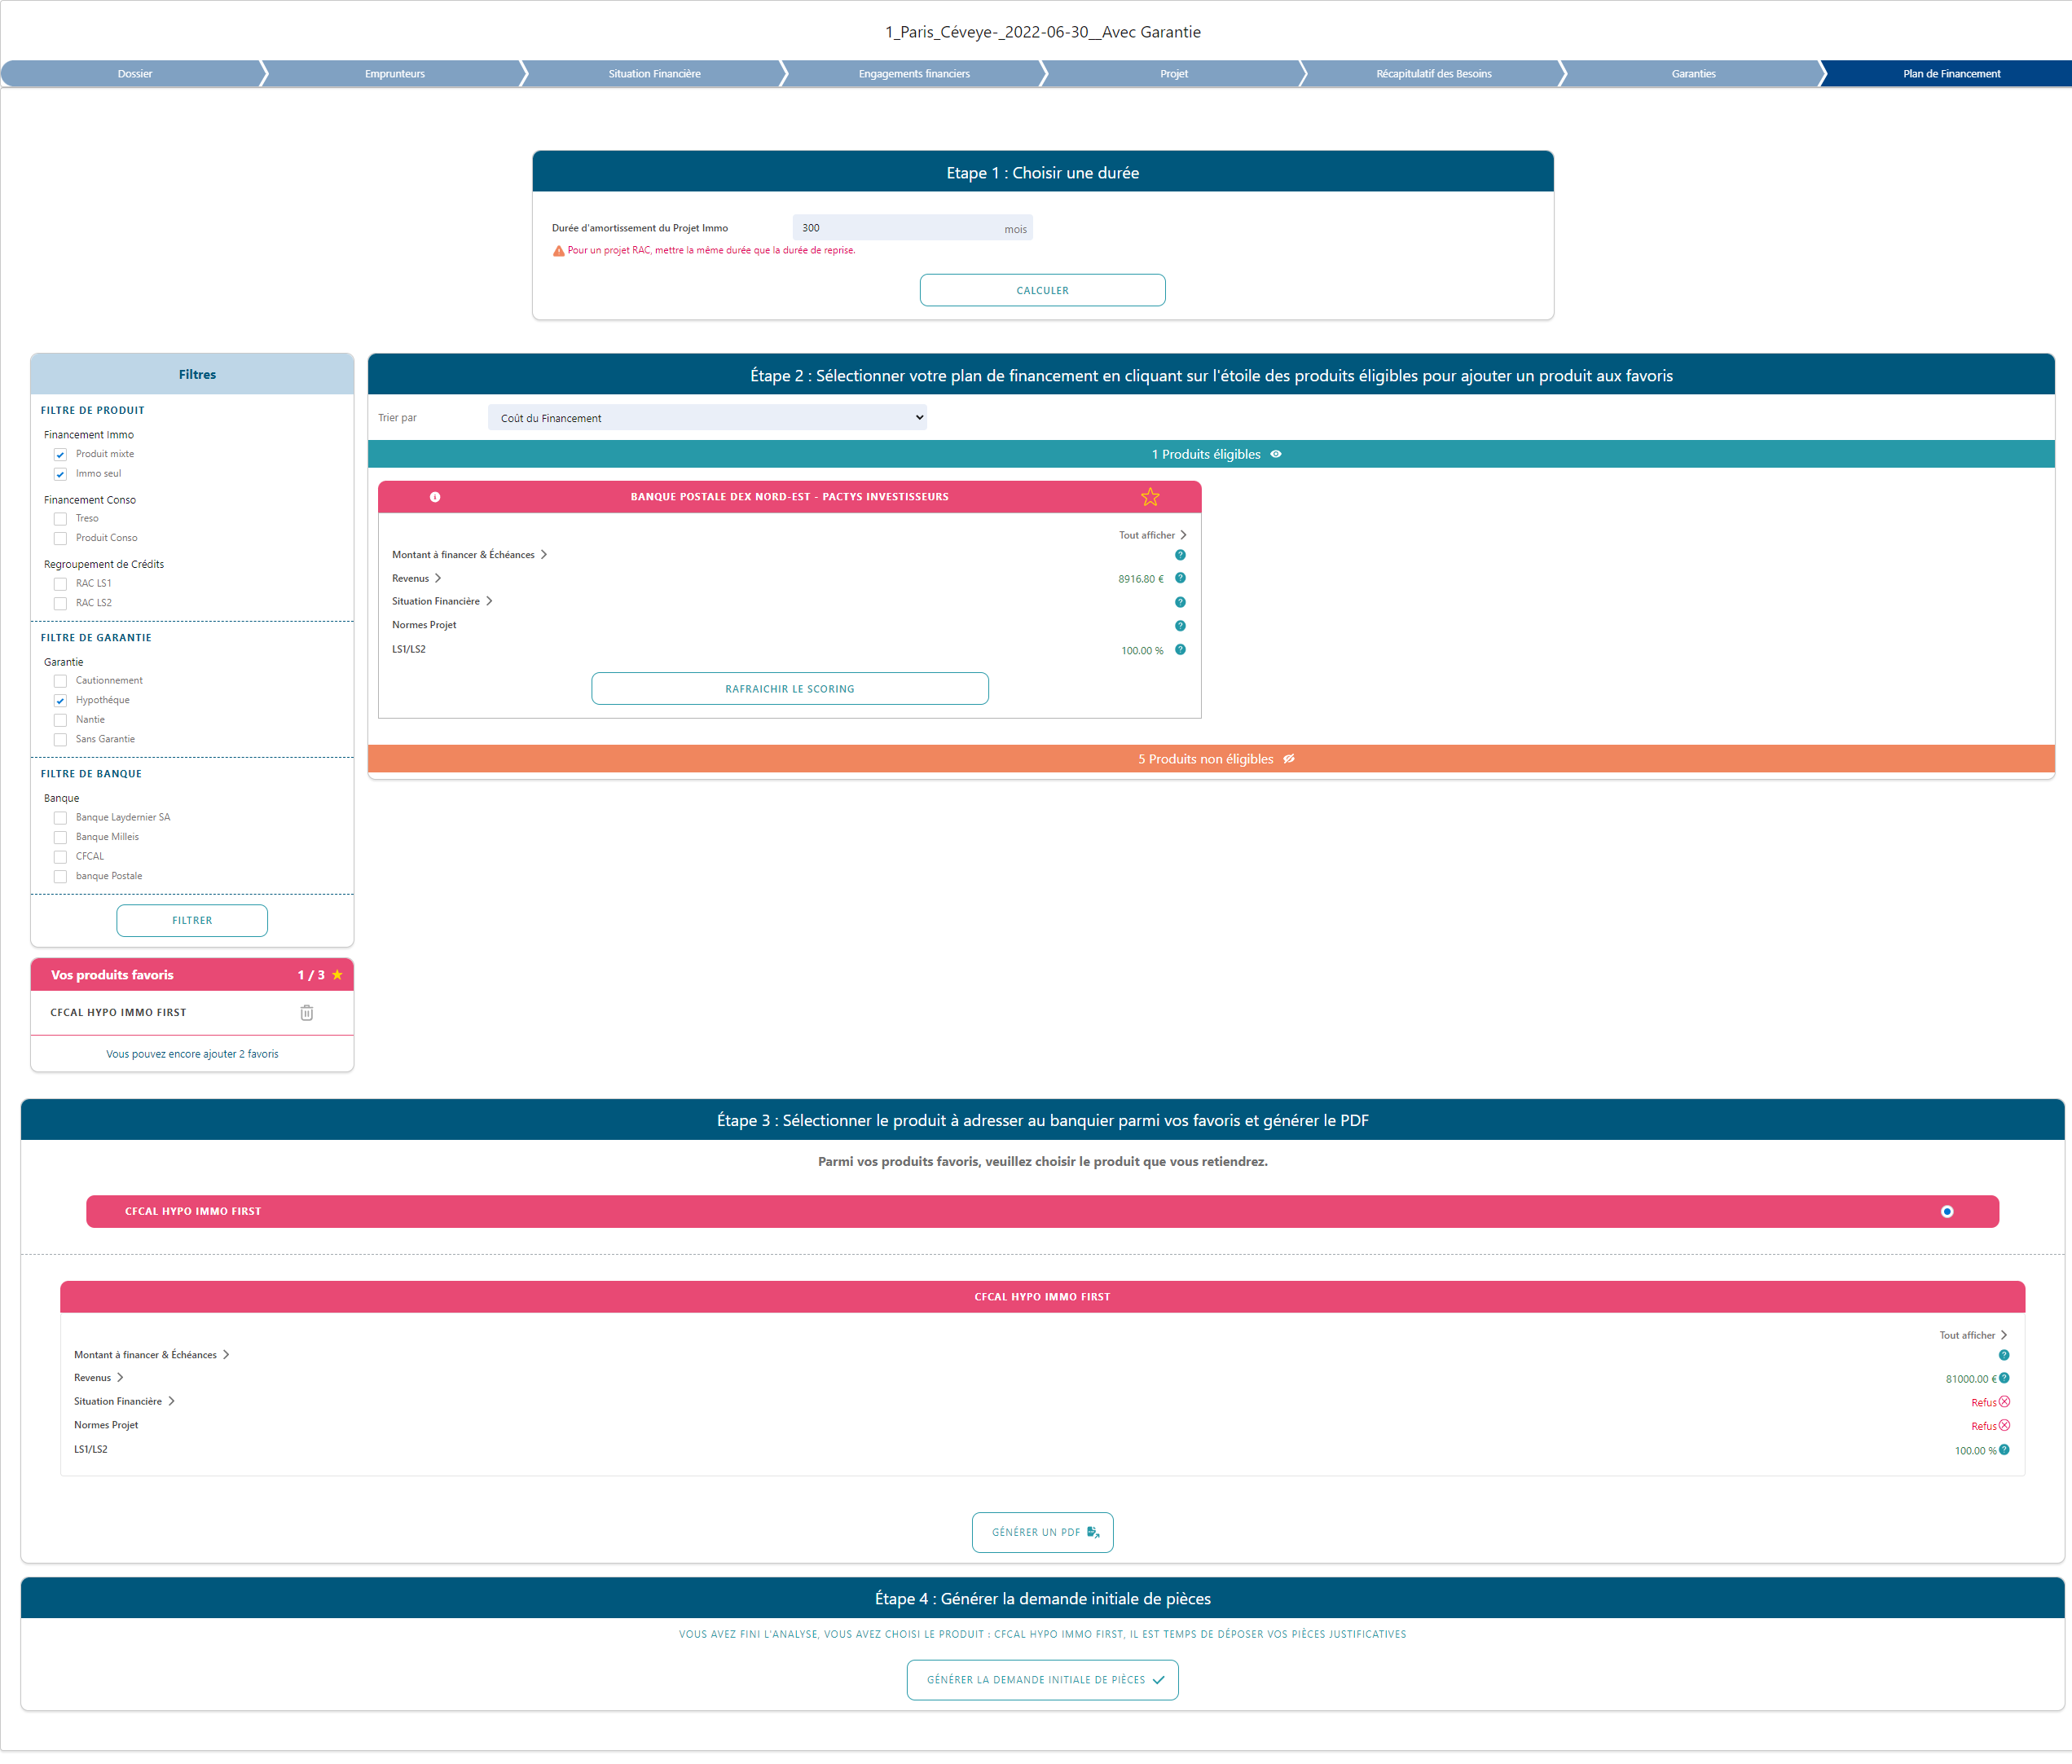 1_Paris_Céveye-_2022-06-30__Avec Garantie
Dossier
Emprunteurs
Situation Financière
Engagements financiers
Projet
Récapitulatif des Besoins
Garanties
Plan de Financement
Etape 1 : Choisir une durée
Durée d'amortissement du Projet Immo
300
mois
Pour un projet RAC, mettre la même durée que la durée de reprise.
CALCULER
Filtres
FILTRE DE PRODUIT
Financement Immo
Produit mixte
Immo seul
Financement Conso
Treso
Produit Conso
Regroupement de Crédits
RAC LS1
RAC LS2
FILTRE DE GARANTIE
Garantie
Cautionnement
Hypothéque
Nantie
Sans Garantie
FILTRE DE BANQUE
Banque
Banque Laydernier SA
Banque Milleis
CFCAL
banque Postale
FILTRER
Vos produits favoris 1 / 3
CFCAL HYPO IMMO FIRST
Vous pouvez encore ajouter 2 favoris
Étape 2 : Sélectionner votre plan de financement en cliquant sur l'étoile des produits éligibles pour ajouter un produit aux favoris
Trier par
Coût du Financement
1 Produits éligibles
BANQUE POSTALE DEX NORD-EST - PACTYS INVESTISSEURS
Tout afficher
Montant à financer & Échéances
Revenus 8916.80 €
Situation Financière
Normes Projet
LS1/LS2 100.00 %
RAFRAICHIR LE SCORING
5 Produits non éligibles
Étape 3 : Sélectionner le produit à adresser au banquier parmi vos favoris et générer le PDF
Parmi vos produits favoris, veuillez choisir le produit que vous retiendrez.
CFCAL HYPO IMMO FIRST
CFCAL HYPO IMMO FIRST
Tout afficher
Montant à financer & Échéances
Revenus 81000.00 €
Situation Financière Refus
Normes Projet Refus
LS1/LS2 100.00 %
GÉNÉRER UN PDF
Étape 4 : Générer la demande initiale de pièces
VOUS AVEZ FINI L'ANALYSE, VOUS AVEZ CHOISI LE PRODUIT : CFCAL HYPO IMMO FIRST, IL EST TEMPS DE DÉPOSER VOS PIÈCES JUSTIFICATIVES
GÉNÉRER LA DEMANDE INITIALE DE PIÈCES